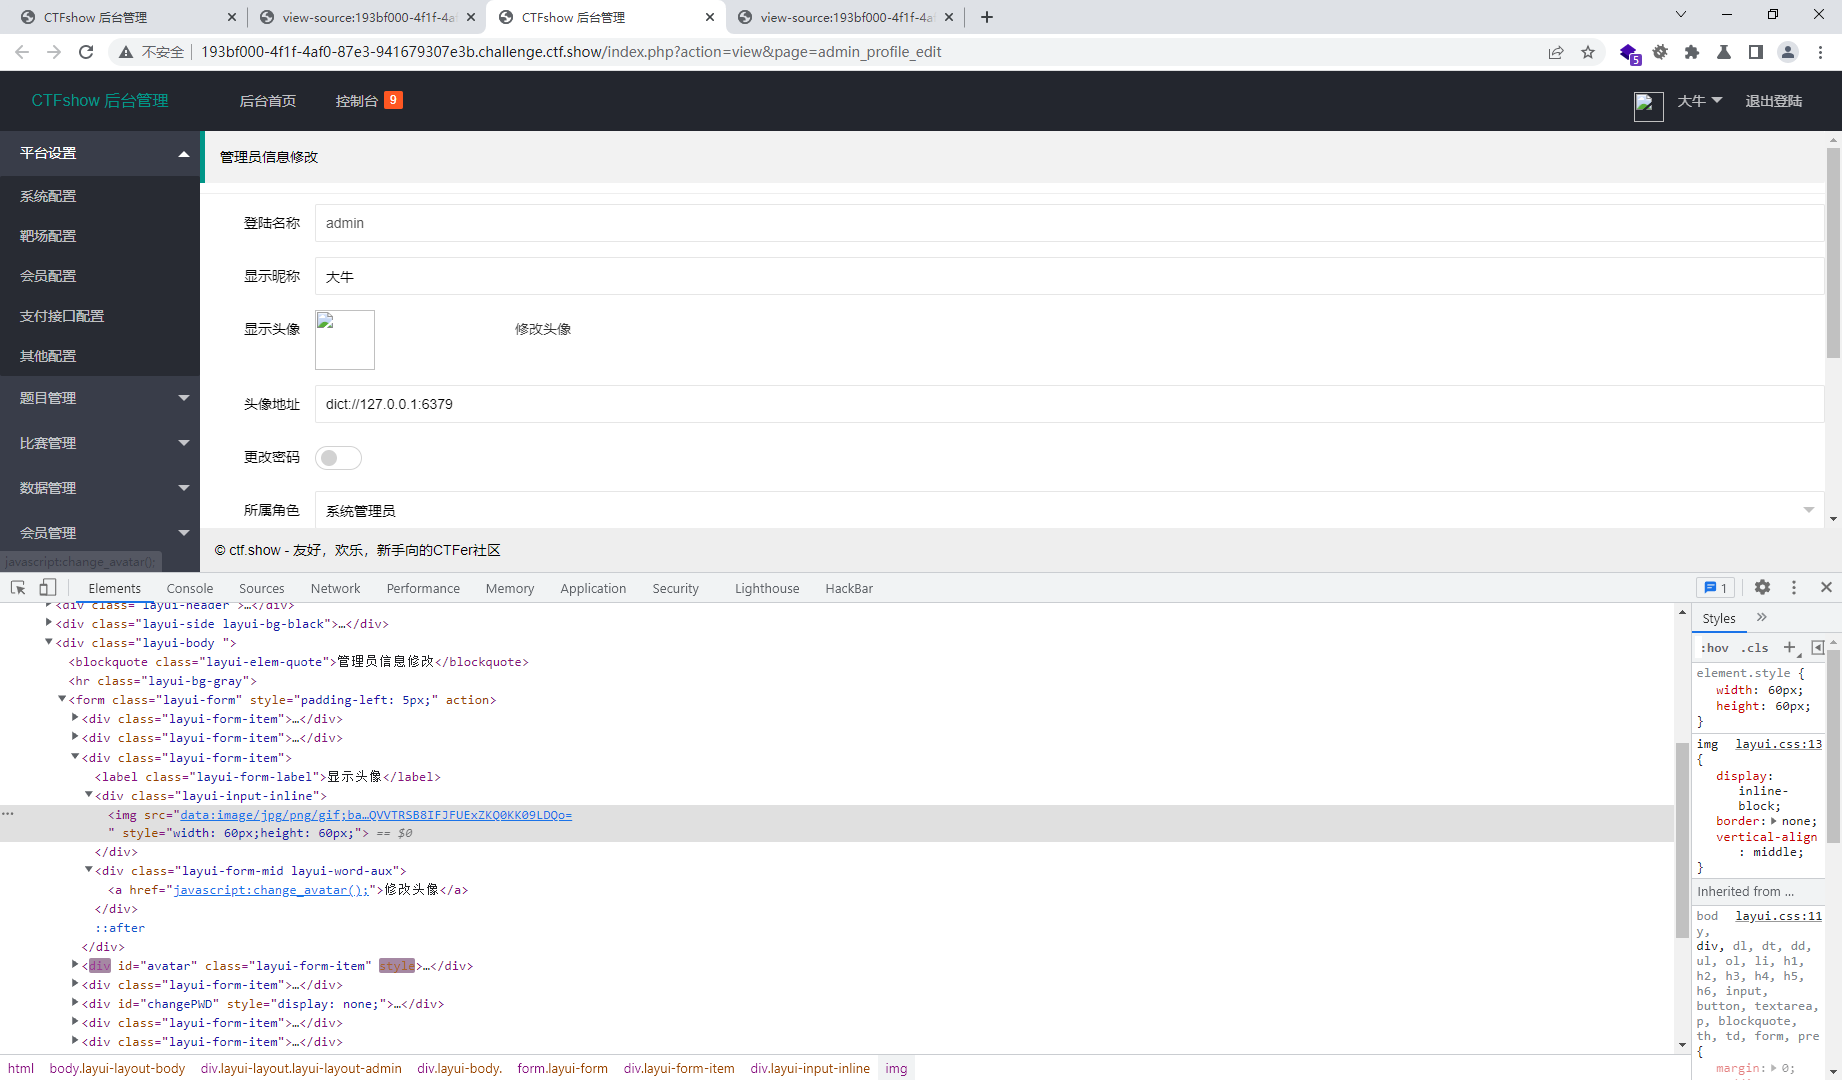 CTFshow 后台管理
view-source:193bf000-4f1f-4af
CTFshow 后台管理
view-source:193bf000-4f1f-4af
不安全
193bf000-4f1f-4af0-87e3-941679307e3b.challenge.ctf.show/index.php?action=view&page=admin_profile_edit
5
CTFshow 后台管理
后台首页
控制台 9
大牛
退出登陆
平台设置
系统配置
靶场配置
会员配置
支付接口配置
其他配置
题目管理
比赛管理
数据管理
会员管理
javascript:change_avatar();
管理员信息修改
登陆名称 admin
显示昵称 大牛
显示头像 修改头像
头像地址 dict://127.0.0.1:6379
更改密码
所属角色 系统管理员
© ctf.show - 友好，欢乐，新手向的CTFer社区
Elements Console Sources Network Performance Memory Application Security Lighthouse HackBar
1
<div class="layui-header">…</div>
<div class="layui-side layui-bg-black">…</div>
<div class="layui-body ">
<blockquote class="layui-elem-quote">管理员信息修改</blockquote>
<hr class="layui-bg-gray">
<form class="layui-form" style="padding-left: 5px;" action>
<div class="layui-form-item">…</div>
<div class="layui-form-item">…</div>
<div class="layui-form-item">
<label class="layui-form-label">显示头像</label>
<div class="layui-input-inline">
<img src="data:image/jpg/png/gif;ba…QVVTRSB8IFJFUExZKQ0KK09LDQo=
" style="width: 60px;height: 60px;"> == $0
</div>
<div class="layui-form-mid layui-word-aux">
<a href="javascript:change_avatar();">修改头像</a>
</div>
::after
</div>
<div id="avatar" class="layui-form-item" style>…</div>
<div class="layui-form-item">…</div>
<div id="changePWD" style="display: none;">…</div>
<div class="layui-form-item">…</div>
<div class="layui-form-item">…</div>
html body.layui-layout-body div.layui-layout.layui-layout-admin div.layui-body. form.layui-form div.layui-form-item div.layui-input-inline img
Styles
:hov .cls
element.style {
width: 60px;
height: 60px;
}
img layui.css:13
{
display:
inline-
block;
border: none;
vertical-align
: middle;
}
Inherited from ...
bod layui.css:11
y,
div, dl, dt, dd,
ul, ol, li, h1,
h2, h3, h4, h5,
h6, input,
button, textarea,
p, blockquote,
th, td, form, pre
{
margin: 0;